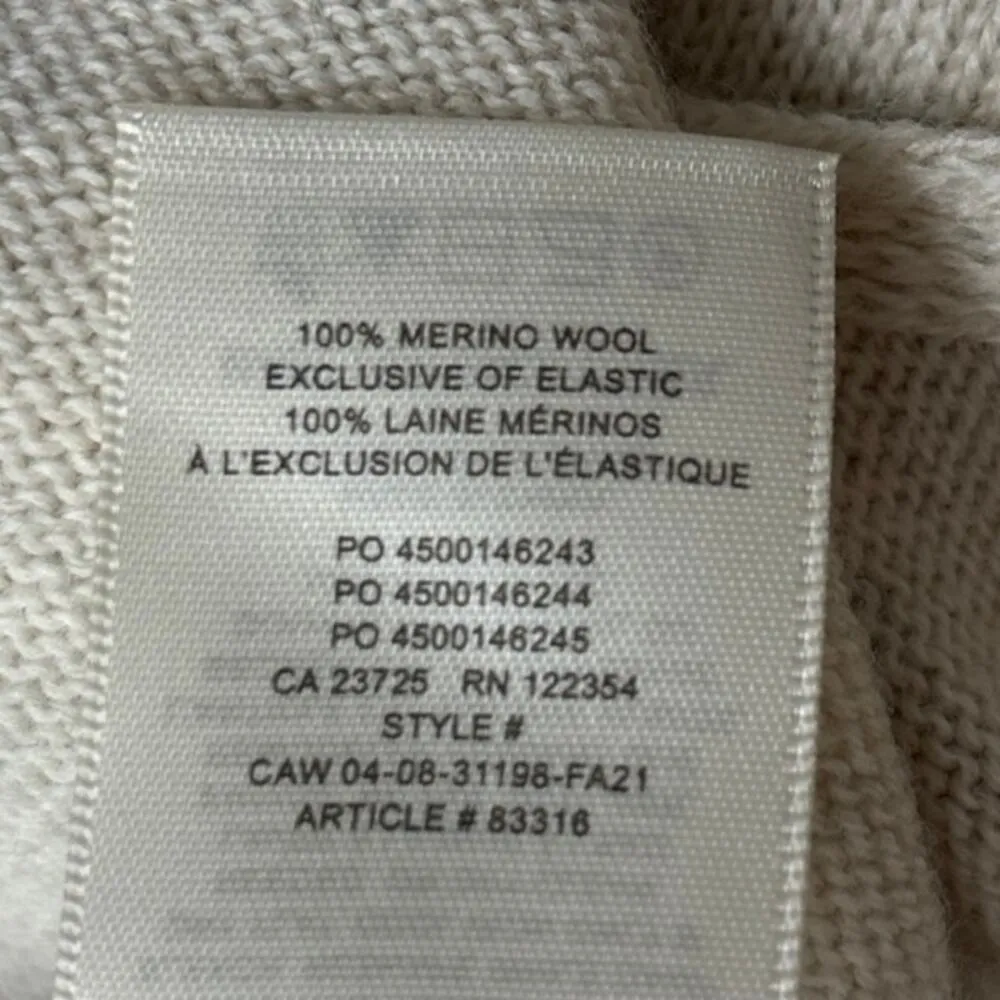 100% MERINO WOOL
EXCLUSIVE OF ELASTIC
100% LAINE MÉRINOS
À L'EXCLUSION DE L'ÉLASTIQUE
PO 4500146243
PO 4500146244
PO 4500146245
CA 23725 RN 122354
STYLE #
CAW 04-08-31198-FA21
ARTICLE # 83316